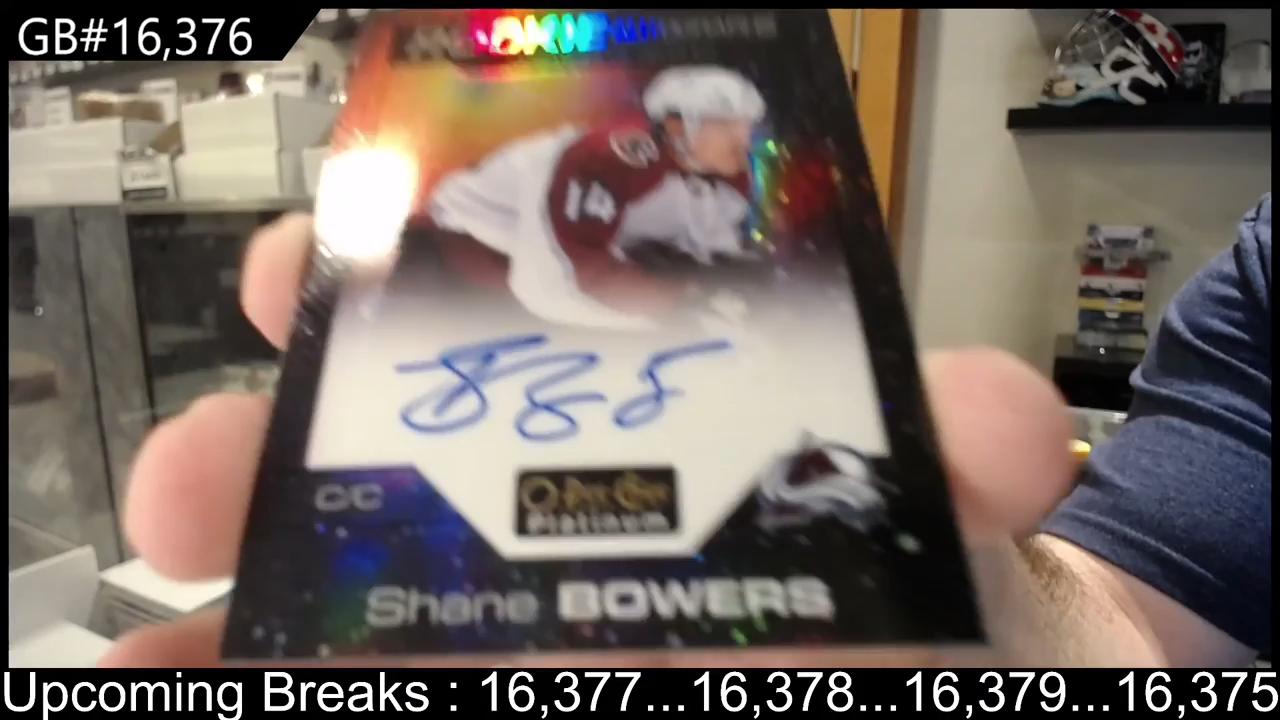 GB#16,376
14
C/C
O-Pee-Chee
Platinum
Shane BOWERS
Upcoming Breaks : 16,377...16,378...16,379...16,375